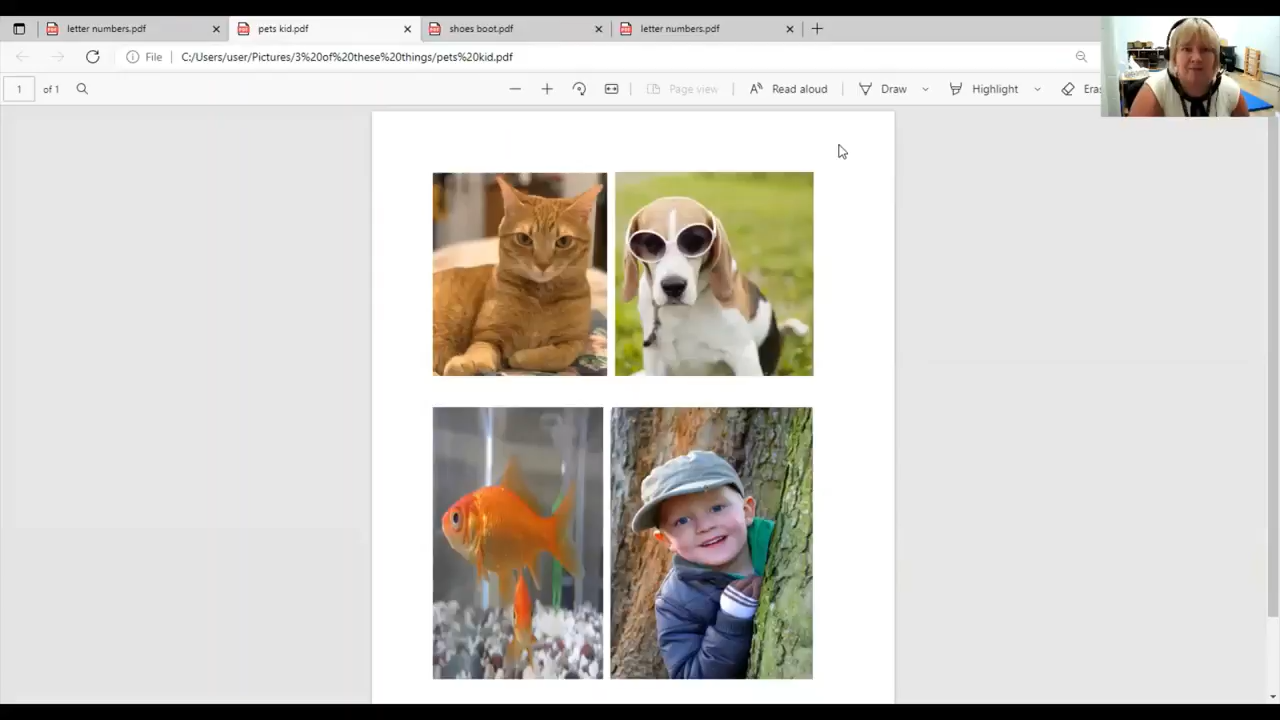 letter numbers.pdf
pets kid.pdf
shoes boot.pdf
letter numbers.pdf
File
C:/Users/user/Pictures/3%20of%20these%20things/pets%20kid.pdf
1 of 1
Page view
Read aloud
Draw
Highlight
Eras